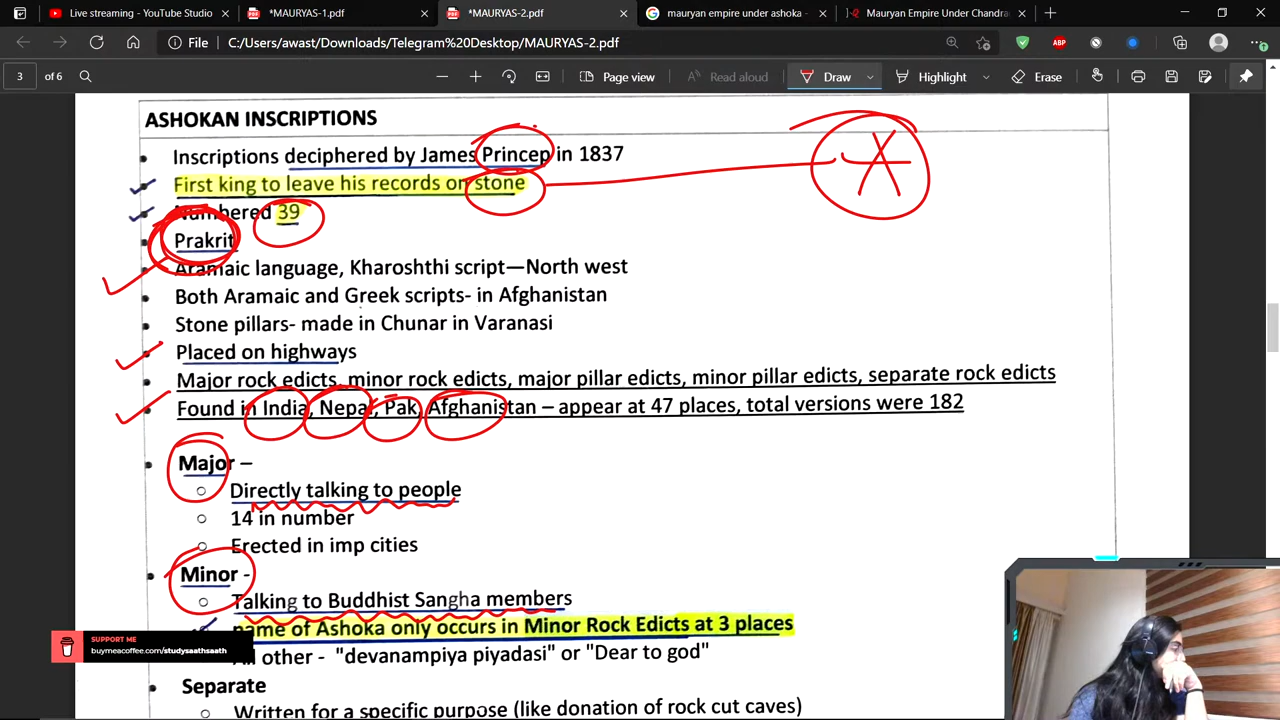 Live streaming - YouTube Studio
*MAURYAS-1.pdf
*MAURYAS-2.pdf
mauryan empire under ashoka -
Mauryan Empire Under Chandra
File
C:/Users/awast/Downloads/Telegram%20Desktop/MAURYAS-2.pdf
ABP
3 of 6
Page view
Read aloud
Draw
Highlight
Erase
ASHOKAN INSCRIPTIONS
Inscriptions deciphered by James Princep in 1837
First king to leave his records on stone
Numbered 39
Prakrit
Aramaic language, Kharoshthi script—North west
Both Aramaic and Greek scripts- in Afghanistan
Stone pillars- made in Chunar in Varanasi
Placed on highways
Major rock edicts, minor rock edicts, major pillar edicts, minor pillar edicts, separate rock edicts
Found in India, Nepal, Pak, Afghanistan – appear at 47 places, total versions were 182
Major –
Directly talking to people
14 in number
Erected in imp cities
Minor -
Talking to Buddhist Sangha members
name of Ashoka only occurs in Minor Rock Edicts at 3 places
SUPPORT ME
buymeacoffee.com/studysaathsaath
All other - "devanampiya piyadasi" or "Dear to god"
Separate
Written for a specific purpose (like donation of rock cut caves)